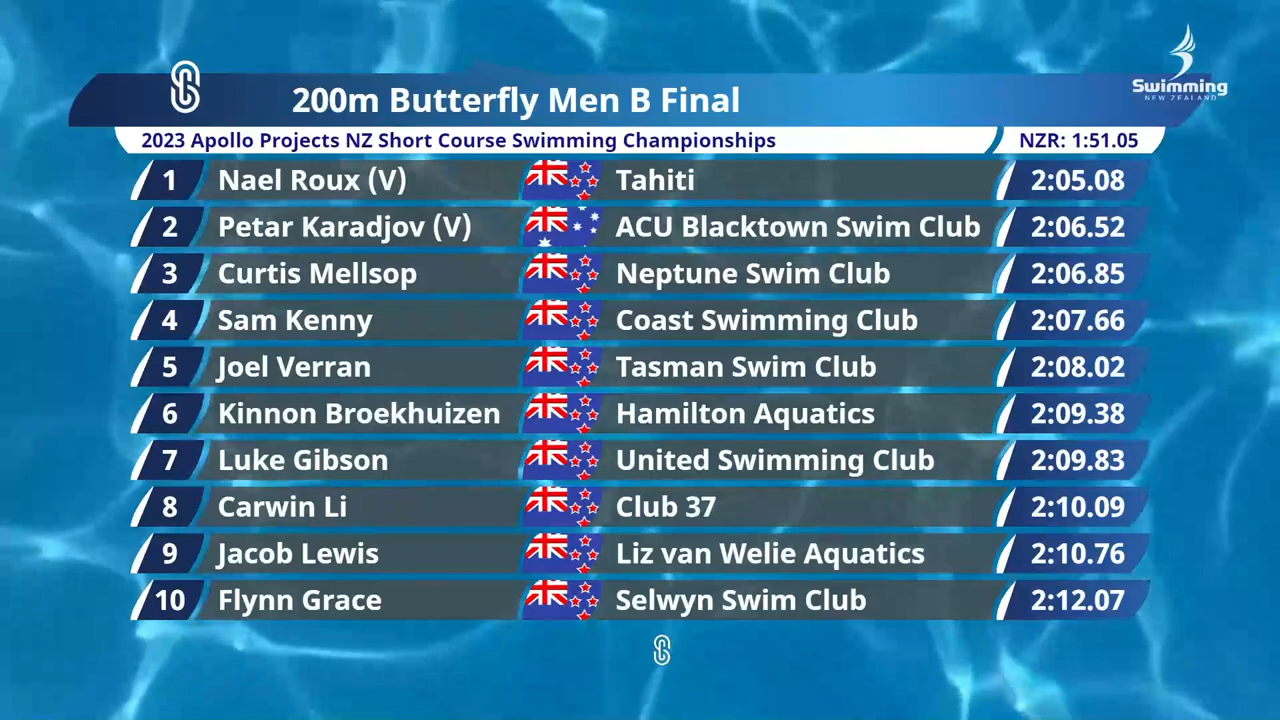 200m Butterfly Men B Final
Swimming
NEW ZEALAND
2023 Apollo Projects NZ Short Course Swimming Championships NZR: 1:51.05
1 Nael Roux (V) Tahiti 2:05.08
2 Petar Karadjov (V) ACU Blacktown Swim Club 2:06.52
3 Curtis Mellsop Neptune Swim Club 2:06.85
4 Sam Kenny Coast Swimming Club 2:07.66
5 Joel Verran Tasman Swim Club 2:08.02
6 Kinnon Broekhuizen Hamilton Aquatics 2:09.38
7 Luke Gibson United Swimming Club 2:09.83
8 Carwin Li Club 37 2:10.09
9 Jacob Lewis Liz van Welie Aquatics 2:10.76
10 Flynn Grace Selwyn Swim Club 2:12.07